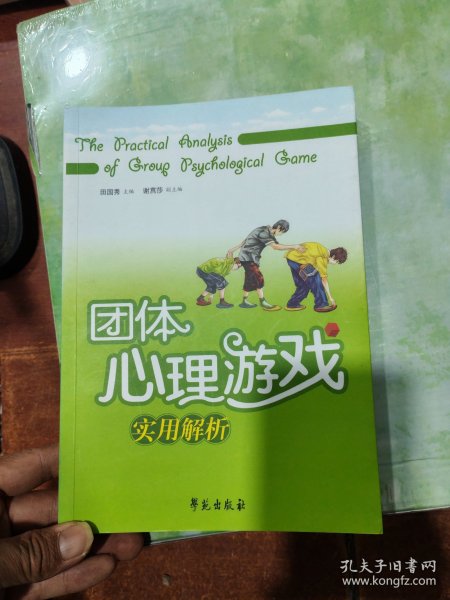 The Practical Analysis
of Group Psychological Game
田国秀 主编 谢莴莎 副主编
团体
心理游戏
实用解析
学苑出版社
孔夫子旧书网
www.kongfz.com